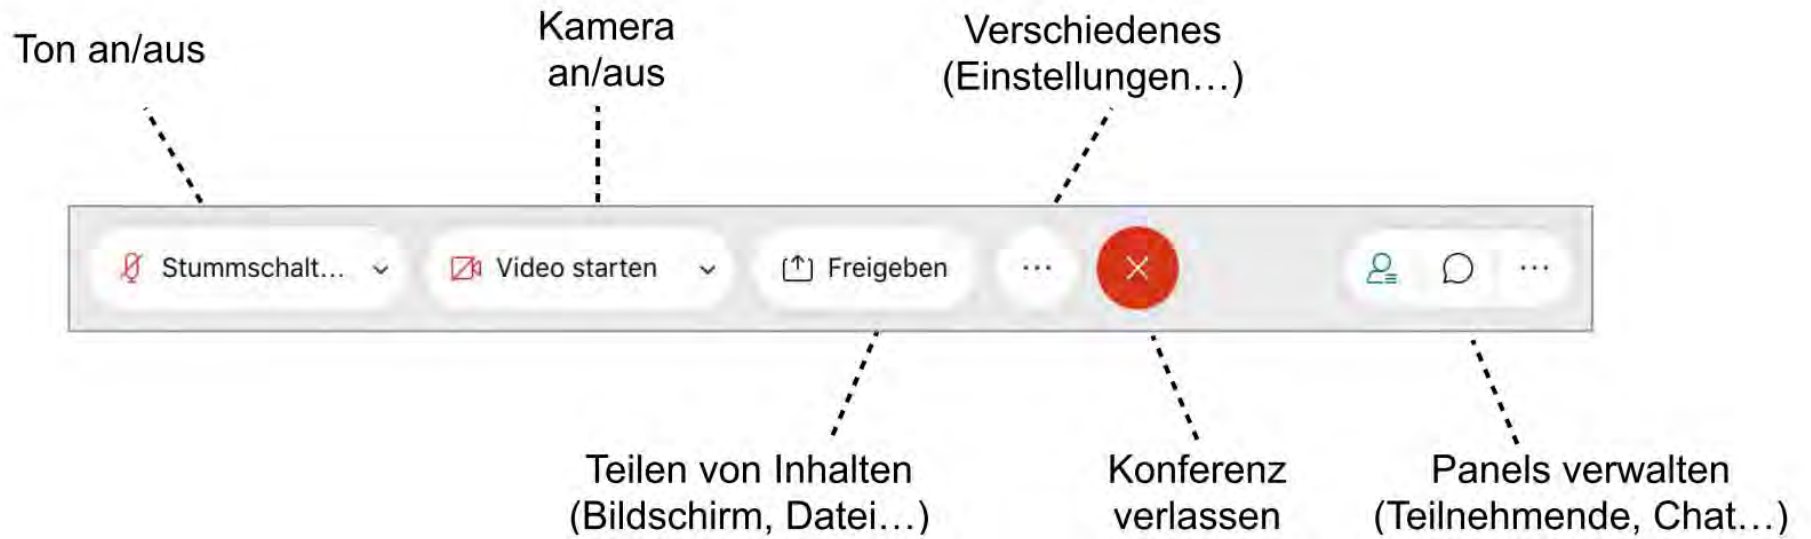 Ton an/aus
Kamera
an/aus
Verschiedenes
(Einstellungen…)
Stummschalt…
Video starten
Freigeben
Teilen von Inhalten
(Bildschirm, Datei…)
Konferenz
verlassen
Panels verwalten
(Teilnehmende, Chat…)